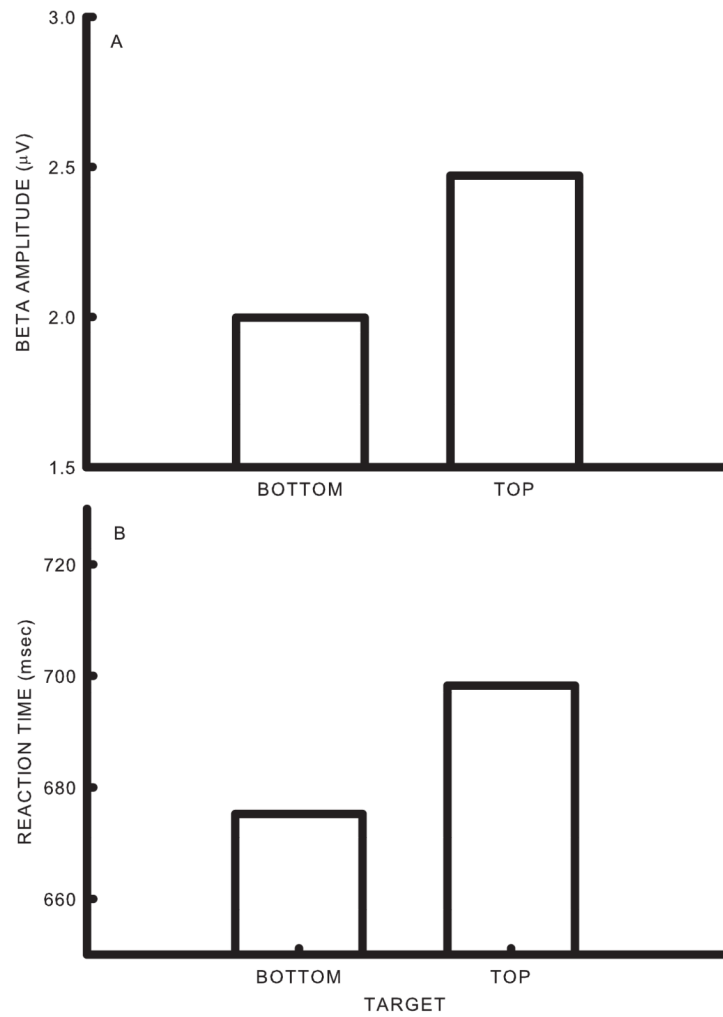 A
BETA AMPLITUDE (μV)
3.0
2.5
2.0
1.5
BOTTOM TOP
B
REACTION TIME (msec)
720
700
680
660
BOTTOM TOP
TARGET